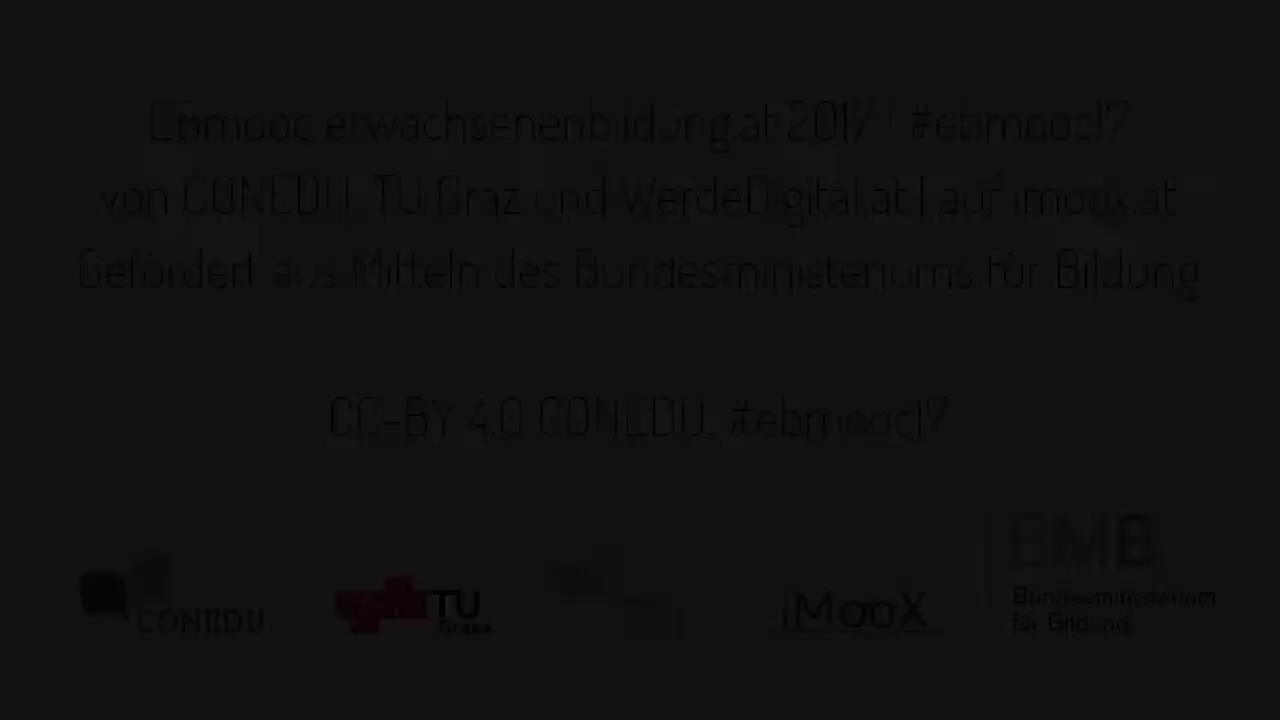 Ebmooc erwachsenenbildung.at 2017 | #ebmooc17
von CONEDU, TU Graz und WerdeDigital.at | auf imoox.at
Gefördert aus Mitteln des Bundesministeriums für Bildung
CC-BY 4.0 CONEDU, #ebmooc17
CONEDU
TU
Graz
iMooX
BMB
Bundesministerium
für Bildung